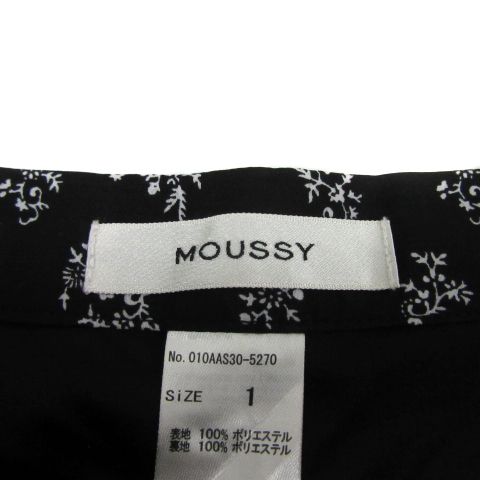 MOUSSY
No. 010AAS30-5270
SiZE 1
表地 100% ポリエステル
裏地 100% ポリエステル